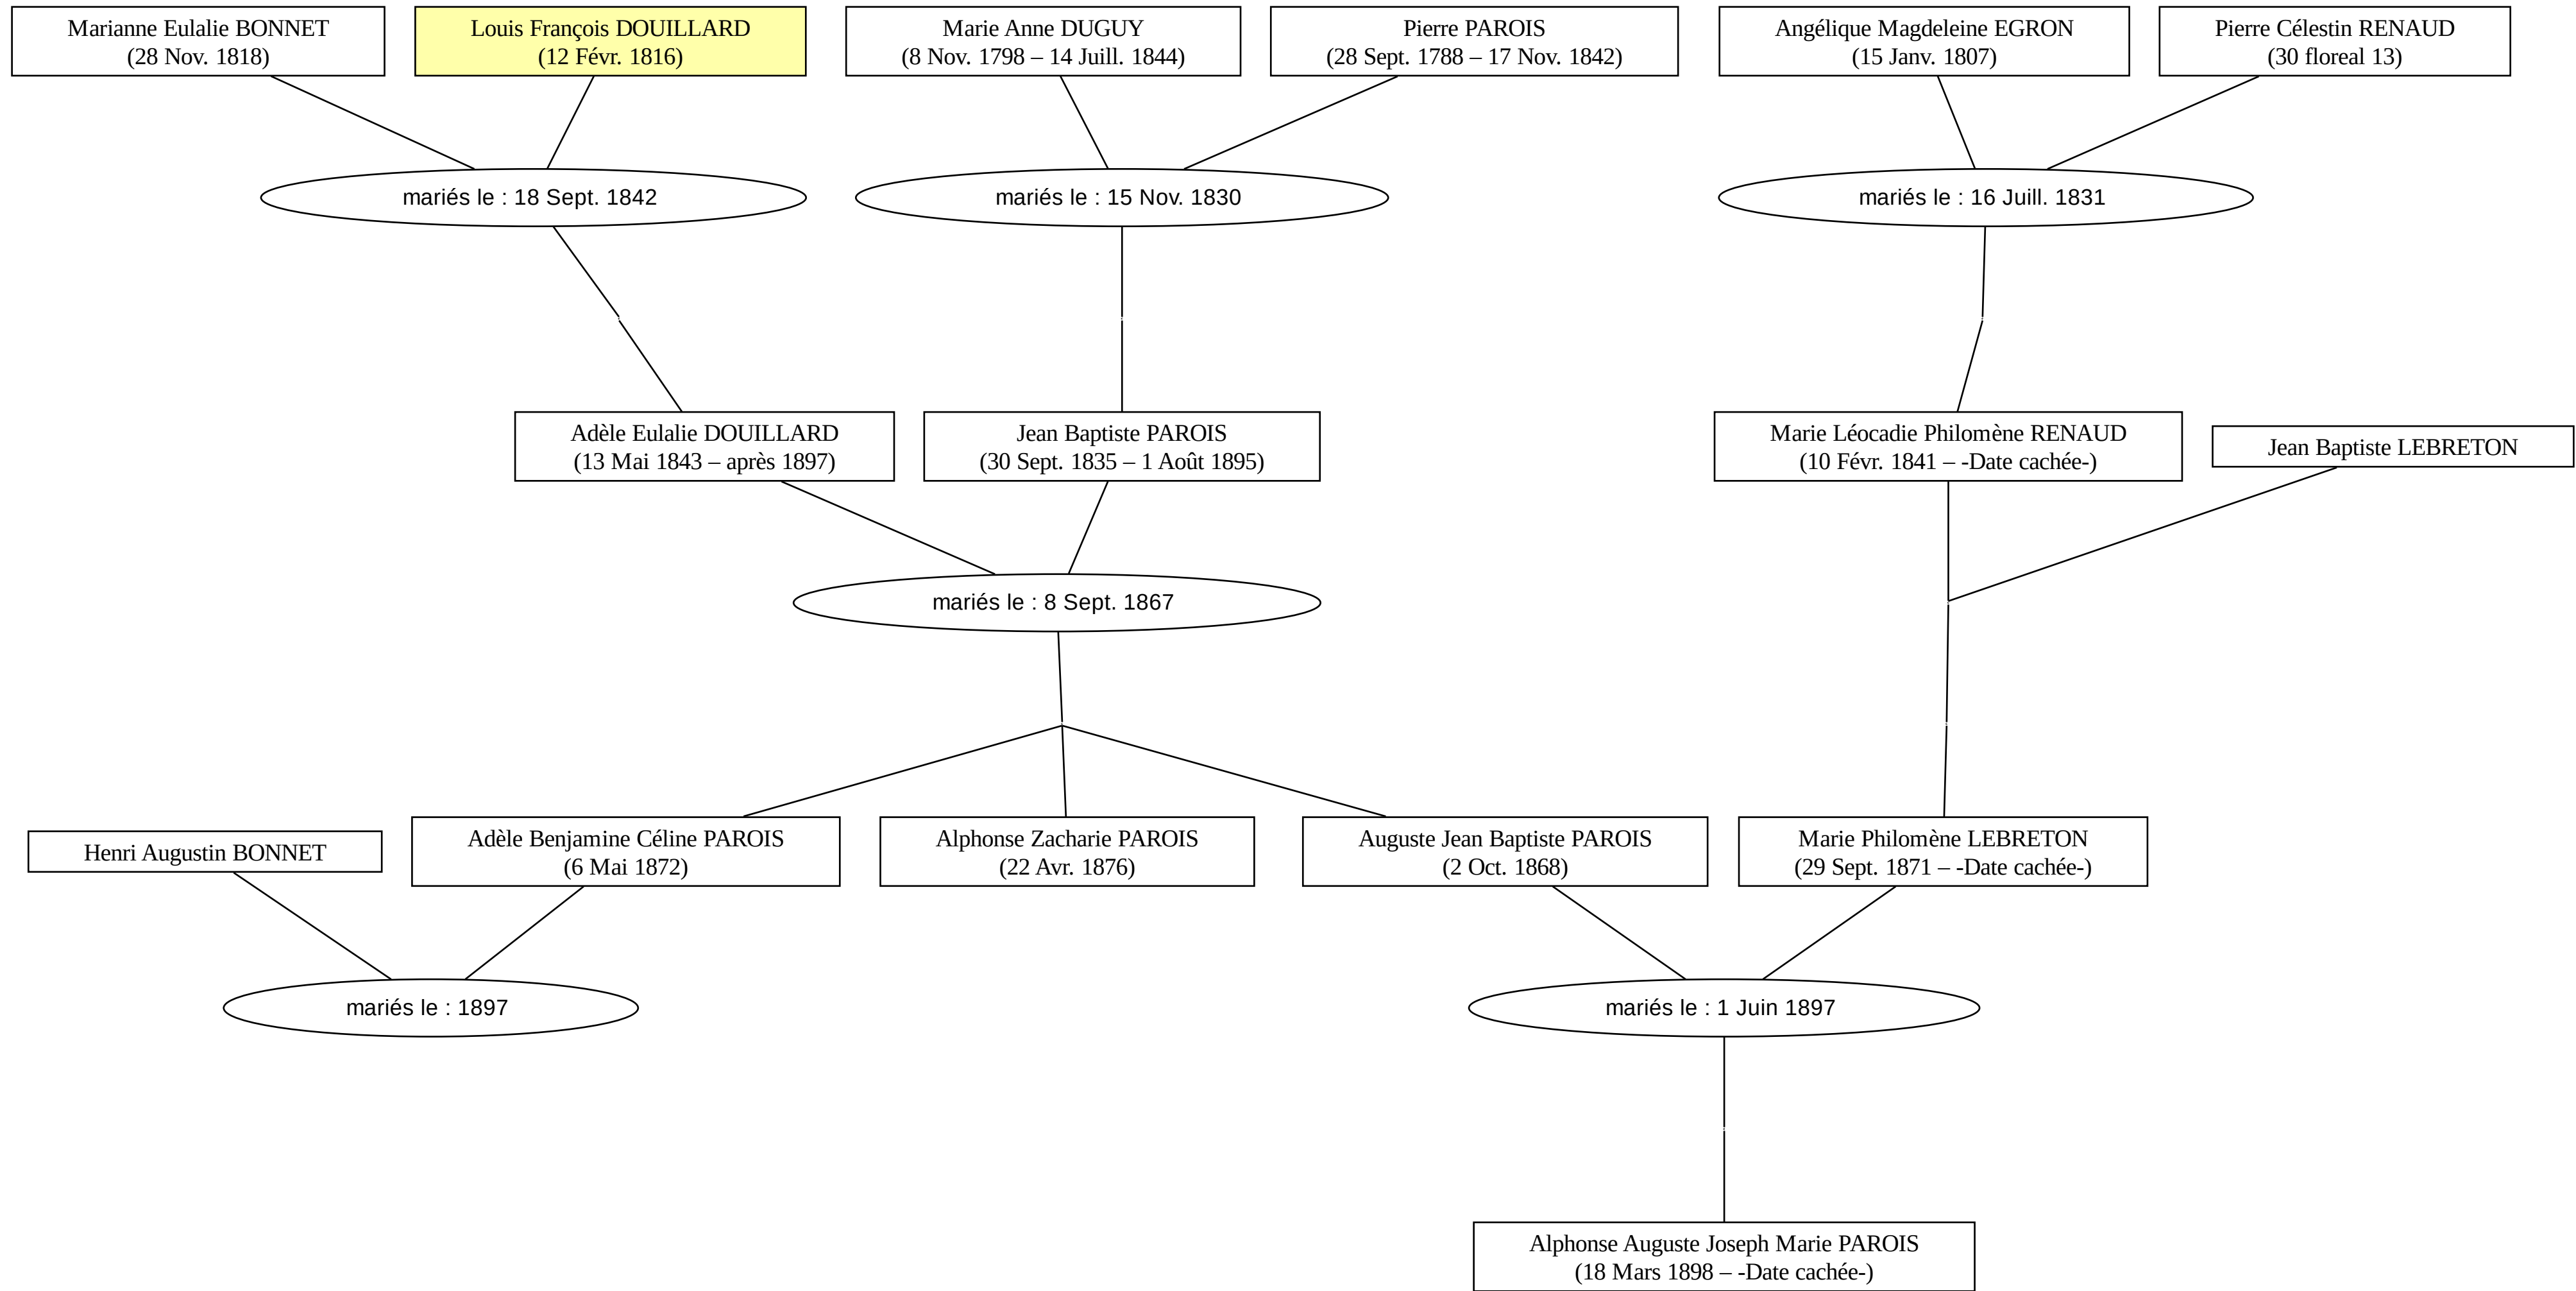 Marianne Eulalie BONNET
(28 Nov. 1818)
Louis François DOUILLARD
(12 Févr. 1816)
Marie Anne DUGUY
(8 Nov. 1798 – 14 Juill. 1844)
Pierre PAROIS
(28 Sept. 1788 – 17 Nov. 1842)
Angélique Magdeleine EGRON
(15 Janv. 1807)
Pierre Célestin RENAUD
(30 floreal 13)
mariés le : 18 Sept. 1842
mariés le : 15 Nov. 1830
mariés le : 16 Juill. 1831
Adèle Eulalie DOUILLARD
(13 Mai 1843 – après 1897)
Jean Baptiste PAROIS
(30 Sept. 1835 – 1 Août 1895)
Marie Léocadie Philomène RENAUD
(10 Févr. 1841 – -Date cachée-)
Jean Baptiste LEBRETON
mariés le : 8 Sept. 1867
Henri Augustin BONNET
Adèle Benjamine Céline PAROIS
(6 Mai 1872)
Alphonse Zacharie PAROIS
(22 Avr. 1876)
Auguste Jean Baptiste PAROIS
(2 Oct. 1868)
Marie Philomène LEBRETON
(29 Sept. 1871 – -Date cachée-)
mariés le : 1897
mariés le : 1 Juin 1897
Alphonse Auguste Joseph Marie PAROIS
(18 Mars 1898 – -Date cachée-)